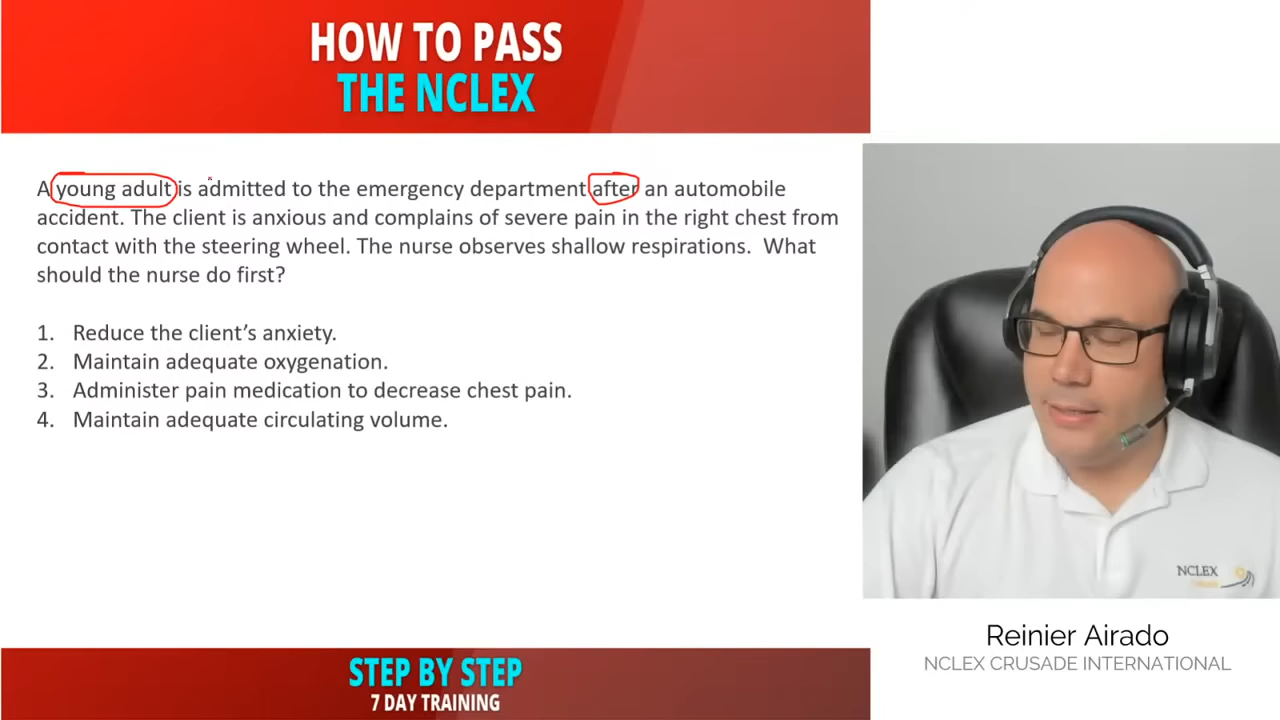 HOW TO PASS
THE NCLEX
A young adult is admitted to the emergency department after an automobile
accident. The client is anxious and complains of severe pain in the right chest from
contact with the steering wheel. The nurse observes shallow respirations.  What
should the nurse do first?
1. Reduce the client’s anxiety.
2. Maintain adequate oxygenation.
3. Administer pain medication to decrease chest pain.
4. Maintain adequate circulating volume.
NCLEX
Reinier Airado
NCLEX CRUSADE INTERNATIONAL
STEP BY STEP
7 DAY TRAINING